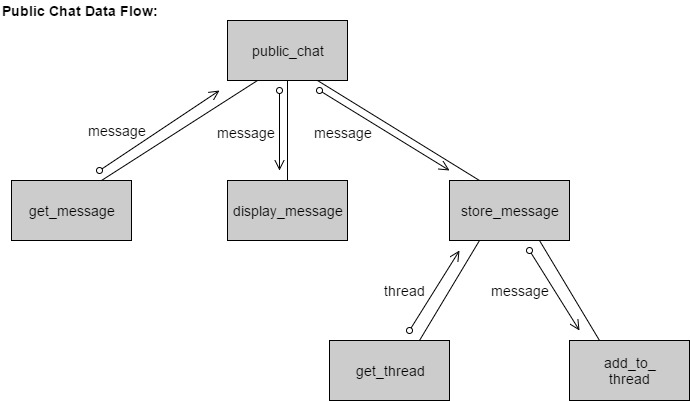 Public Chat Data Flow:
public_chat
message
message
message
get_message
display_message
store_message
thread
message
get_thread
add_to_
thread